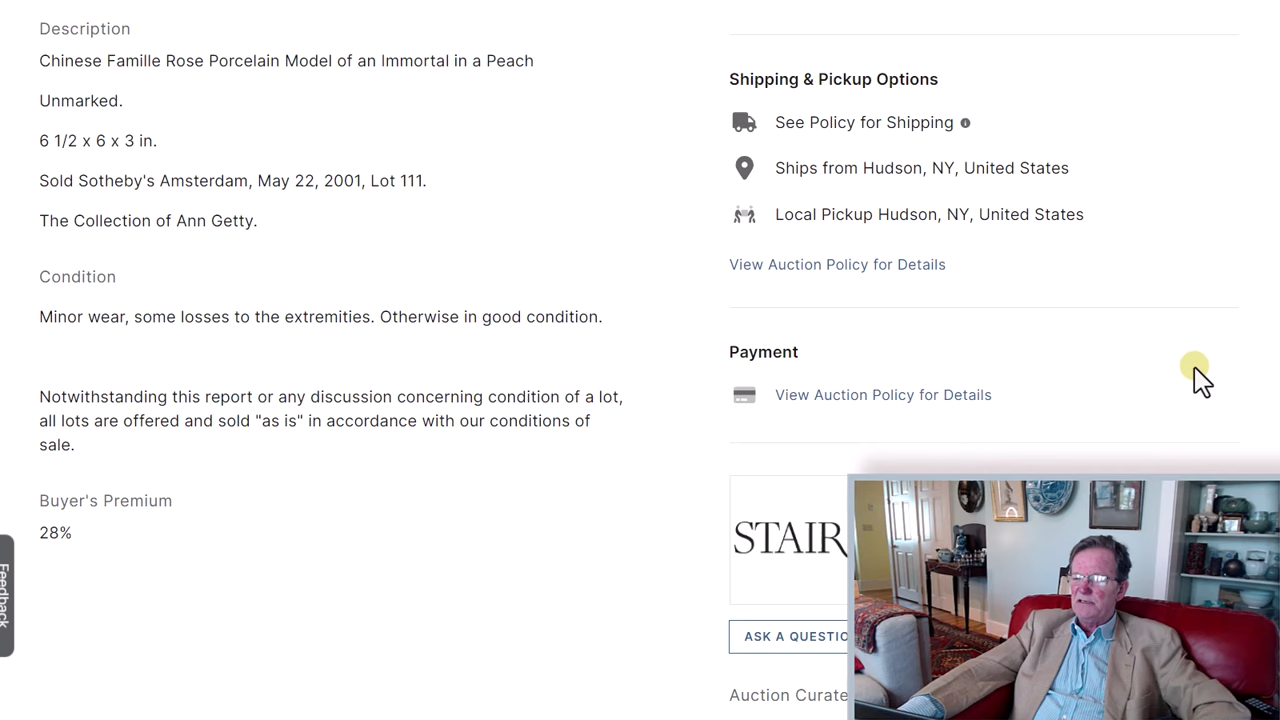 Description
Chinese Famille Rose Porcelain Model of an Immortal in a Peach
Unmarked.
6 1/2 x 6 x 3 in.
Sold Sotheby's Amsterdam, May 22, 2001, Lot 111.
The Collection of Ann Getty.
Condition
Minor wear, some losses to the extremities. Otherwise in good condition.
Notwithstanding this report or any discussion concerning condition of a lot,
all lots are offered and sold "as is" in accordance with our conditions of
sale.
Buyer's Premium
28%
Feedback
Shipping & Pickup Options
See Policy for Shipping
Ships from Hudson, NY, United States
Local Pickup Hudson, NY, United States
View Auction Policy for Details
Payment
View Auction Policy for Details
STAIR
ASK A QUESTIO
Auction Curate